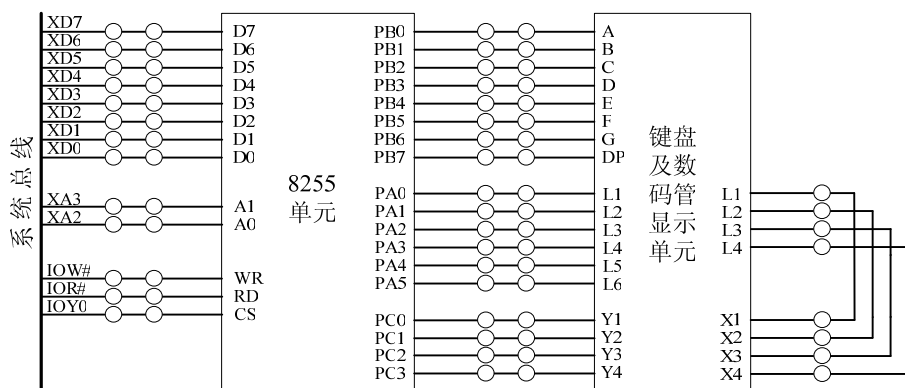 XD7 D7 PB0 A
XD6 D6 PB1 B
XD5 D5 PB2 C
XD4 D4 PB3 D
XD3 D3 PB4 E
XD2 D2 PB5 F
XD1 D1 PB6 G
XD0 D0 PB7 DP
系统总线
8255
单元
键盘
及数
码管
显示
单元
XA3 A1 PA0 L1 L1
XA2 A0 PA1 L2 L2
PA2 L3 L3
PA3 L4 L4
PA4 L5
PA5 L6
IOW# WR
IOR# RD
IOY0 CS
PC0 Y1 X1
PC1 Y2 X2
PC2 Y3 X3
PC3 Y4 X4